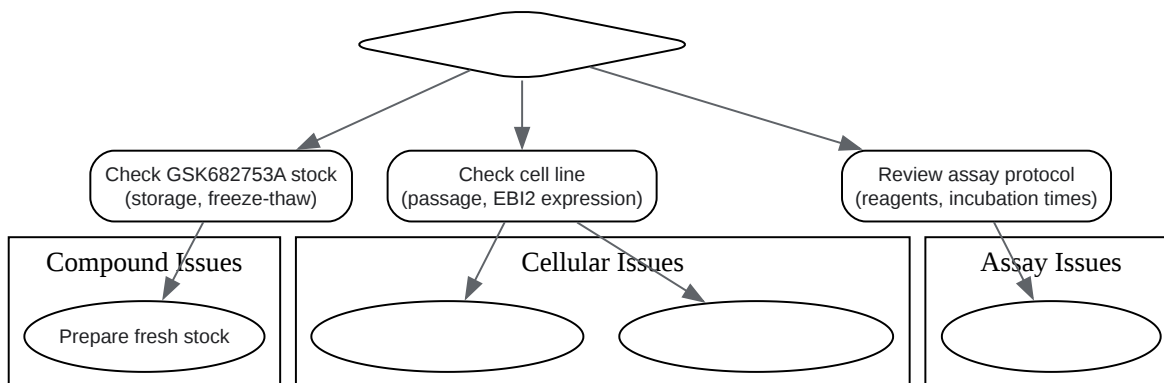 Check GSK682753A stock
(storage, freeze-thaw)
Check cell line
(passage, EBI2 expression)
Review assay protocol
(reagents, incubation times)
Compound Issues
Cellular Issues
Assay Issues
Prepare fresh stock